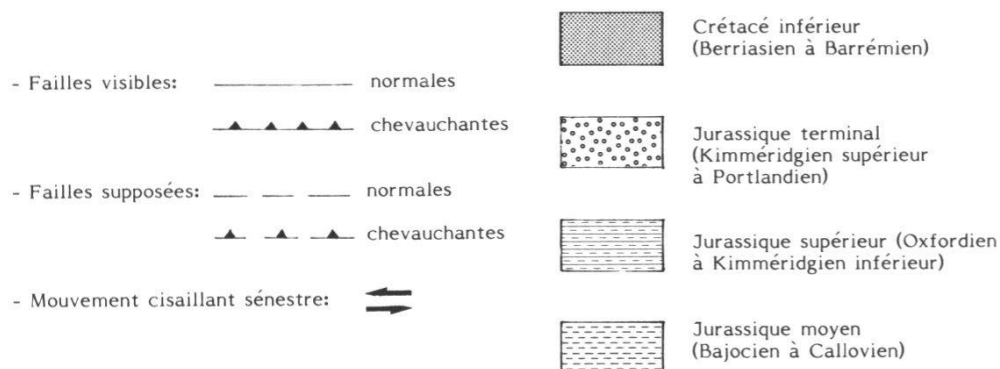 - Failles visibles:
normales
chevauchantes
- Failles supposées:
normales
chevauchantes
- Mouvement cisaillant sénestre:
Crétacé inférieur
(Berriasien à Barrémien)
Jurassique terminal
(Kimméridgien supérieur
à Portlandien)
Jurassique supérieur (Oxfordien
à Kimméridgien inférieur)
Jurassique moyen
(Bajocien à Callovien)